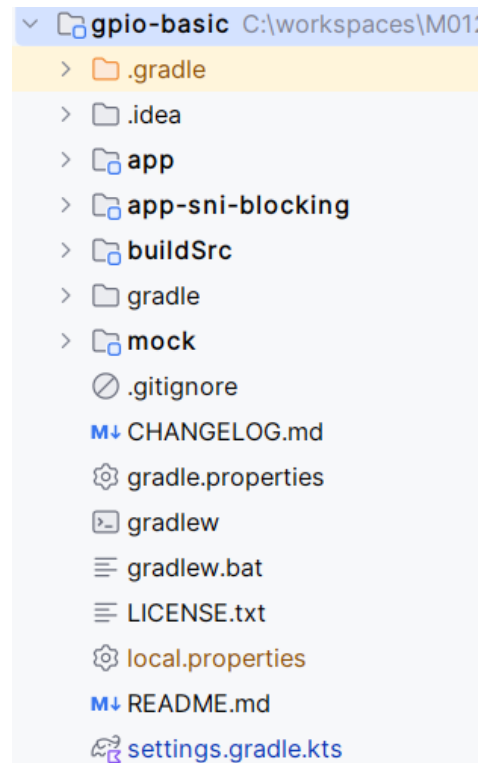 gpio-basic C:\workspaces\M012
.gradle
.idea
app
app-sni-blocking
buildSrc
gradle
mock
.gitignore
M↓ CHANGELOG.md
gradle.properties
gradlew
gradlew.bat
LICENSE.txt
local.properties
M↓ README.md
settings.gradle.kts